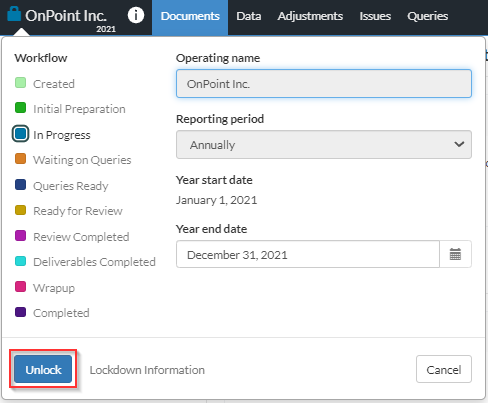 OnPoint Inc. Documents Data Adjustments Issues Queries
2021
Workflow
Created
Initial Preparation
In Progress
Waiting on Queries
Queries Ready
Ready for Review
Review Completed
Deliverables Completed
Wrapup
Completed
Operating name
OnPoint Inc.
Reporting period
Annually
Year start date
January 1, 2021
Year end date
December 31, 2021
Unlock Lockdown Information Cancel